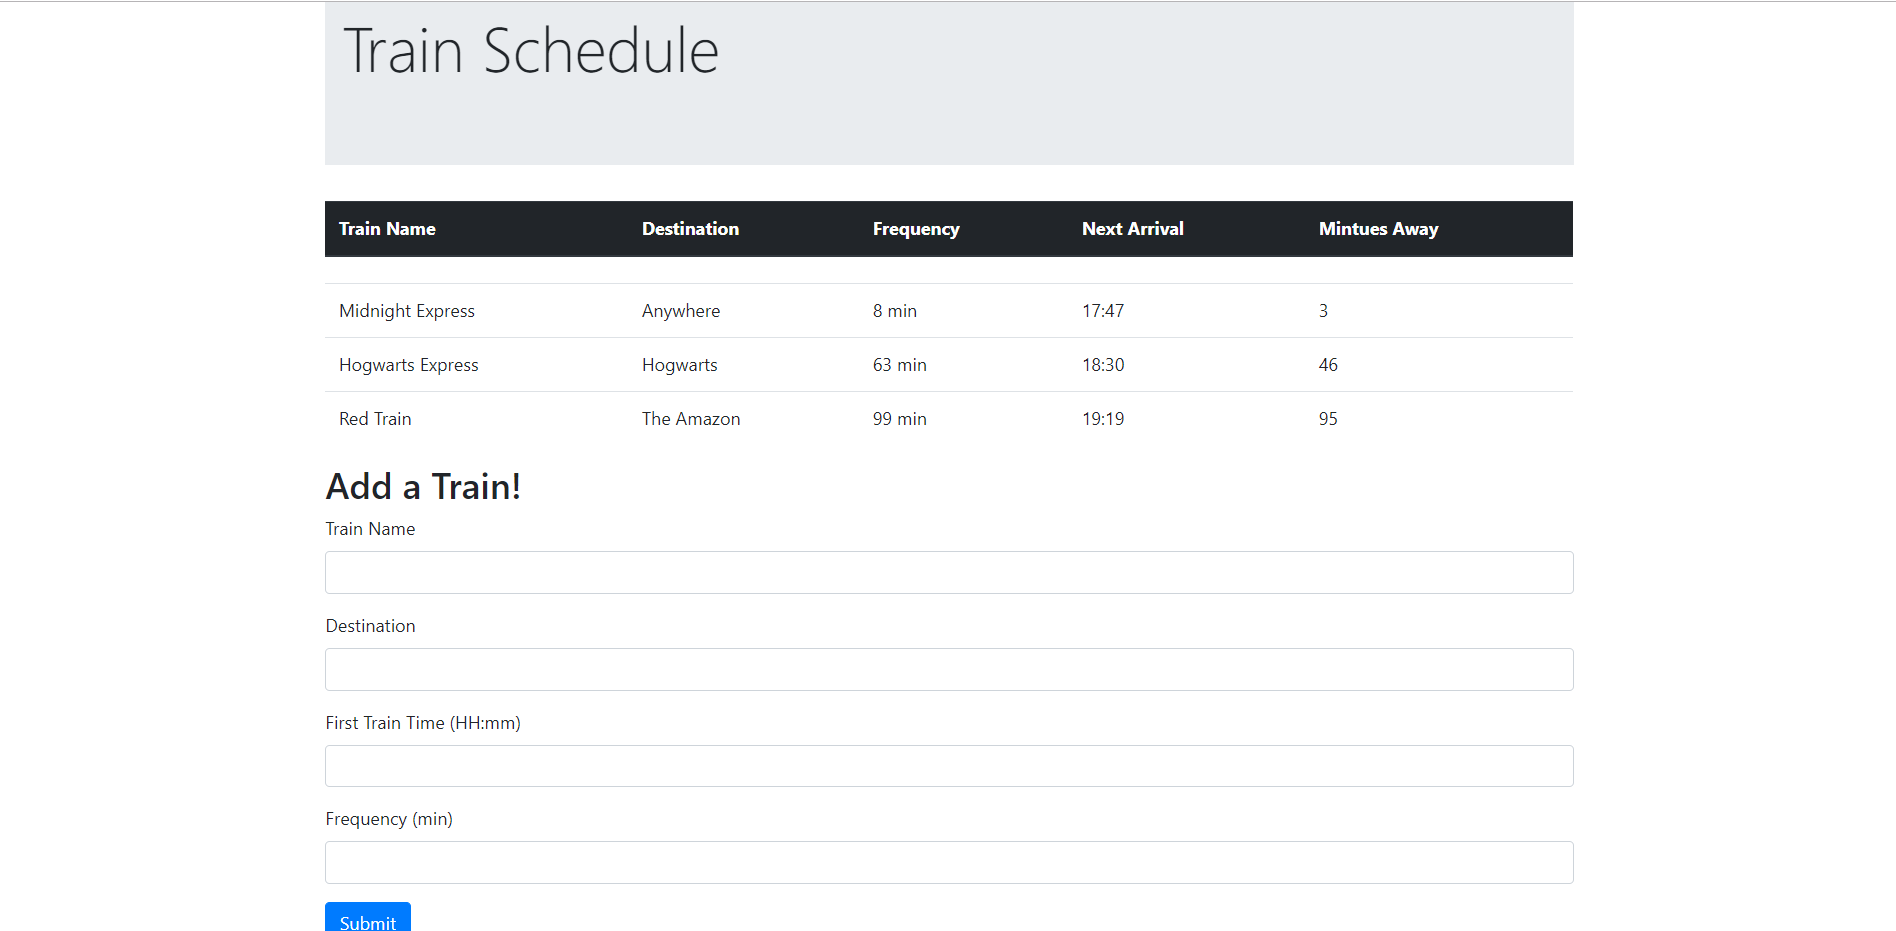 Train Schedule
Train Name Destination Frequency Next Arrival Mintues Away
Midnight Express Anywhere 8 min 17:47 3
Hogwarts Express Hogwarts 63 min 18:30 46
Red Train The Amazon 99 min 19:19 95
Add a Train!
Train Name
Destination
First Train Time (HH:mm)
Frequency (min)
Submit